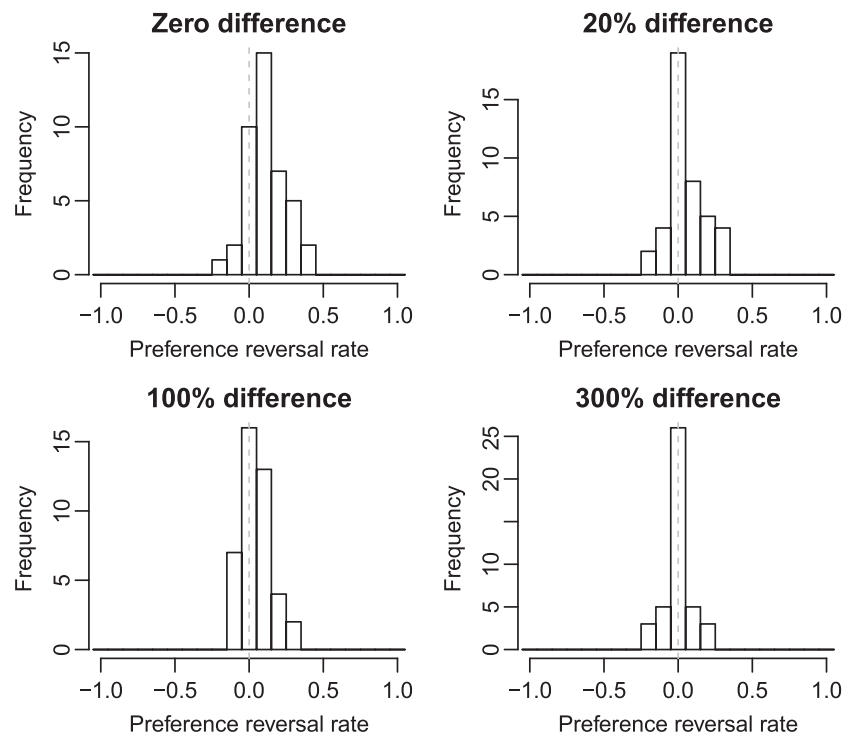 Zero difference
Frequency
15
10
5
0
−1.0 −0.5 0.0 0.5 1.0
Preference reversal rate
20% difference
Frequency
15
10
5
0
−1.0 −0.5 0.0 0.5 1.0
Preference reversal rate
100% difference
Frequency
15
10
5
0
−1.0 −0.5 0.0 0.5 1.0
Preference reversal rate
300% difference
Frequency
25
20
10
5
0
−1.0 −0.5 0.0 0.5 1.0
Preference reversal rate